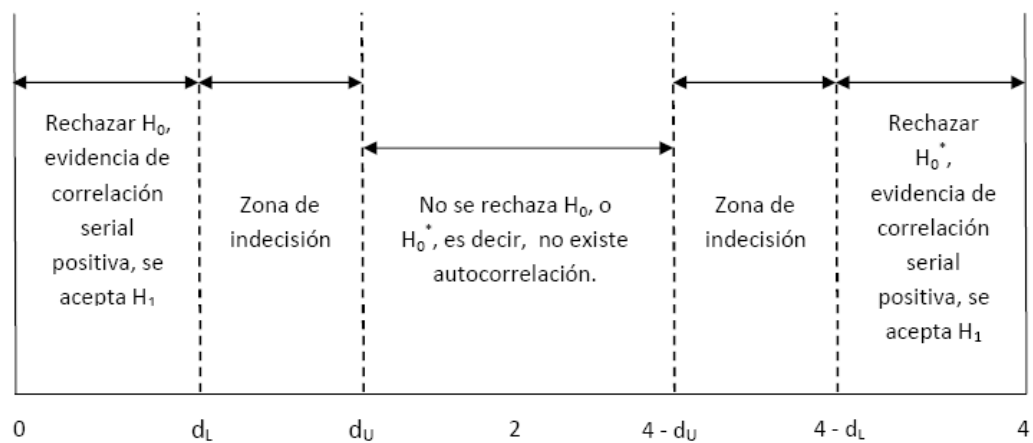 Rechazar H₀,
evidencia de
correlación
serial
positiva, se
acepta H₁
Zona de
indecisión
No se rechaza H₀, o
H₀*, es decir, no existe
autocorrelación.
Zona de
indecisión
Rechazar
H₀*,
evidencia de
correlación
serial
positiva, se
acepta H₁
0 d_L d_U 2 4 - d_U 4 - d_L 4